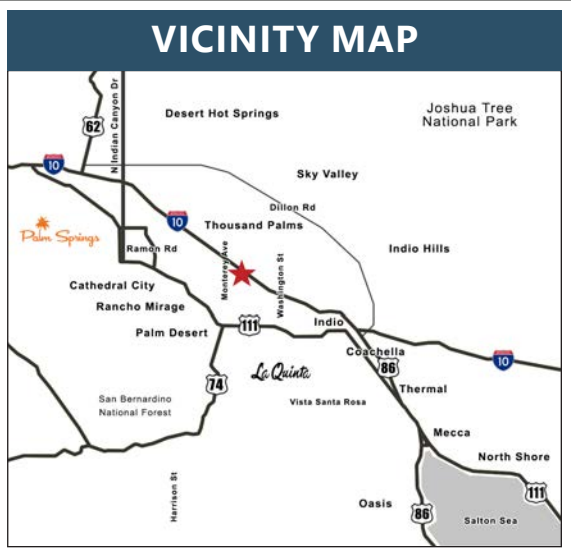 VICINITY MAP
N Indian Canyon Dr
62
Desert Hot Springs
Joshua Tree
National Park
10
Sky Valley
Dillon Rd
10
Thousand Palms
Palm Springs
Ramon Rd
Monterey Ave
Washington St
Indio Hills
Cathedral City
Rancho Mirage
111
Indio
Palm Desert
Coachella
10
86
La Quinta
74
Thermal
San Bernardino
National Forest
Vista Santa Rosa
Mecca
North Shore
Harrison St
111
Oasis
86
Salton Sea